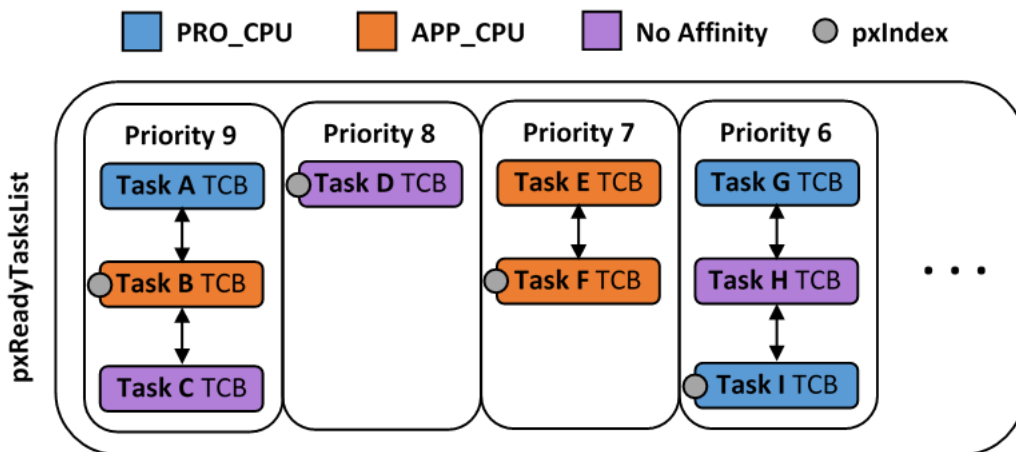 PRO_CPU
APP_CPU
No Affinity
pxIndex
pxReadyTasksList
Priority 9
Task A TCB
Task B TCB
Task C TCB
Priority 8
Task D TCB
Priority 7
Task E TCB
Task F TCB
Priority 6
Task G TCB
Task H TCB
Task I TCB
...